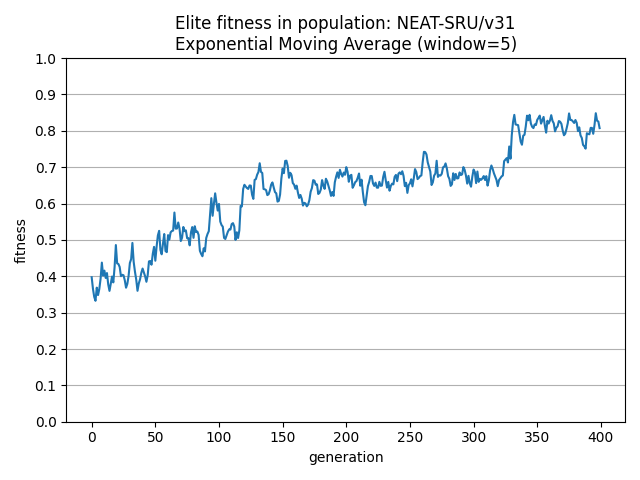 Elite fitness in population: NEAT-SRU/v31
Exponential Moving Average (window=5)
1.0
0.9
0.8
0.7
0.6
0.5
0.4
0.3
0.2
0.1
0.0
fitness
0 50 100 150 200 250 300 350 400
generation